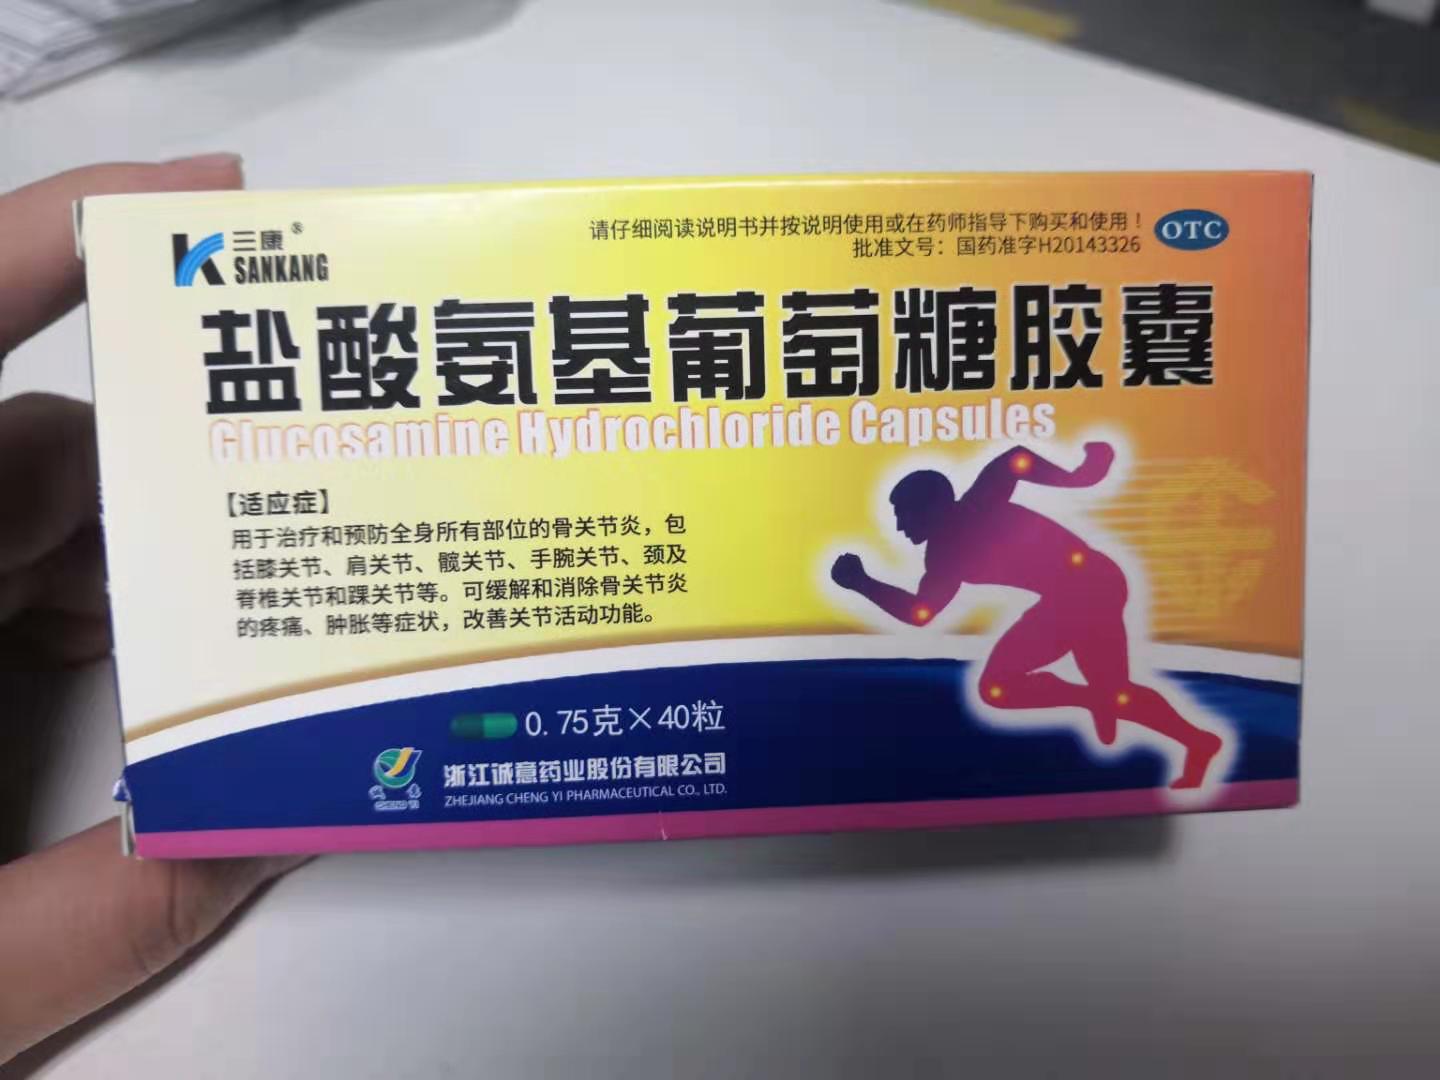 三康®
SANKANG
请仔细阅读说明书并按说明使用或在药师指导下购买和使用！
批准文号：国药准字H20143326
OTC
盐酸氨基葡萄糖胶囊
Glucosamine Hydrochloride Capsules
【适应症】
用于治疗和预防全身所有部位的骨关节炎，包
括膝关节、肩关节、髋关节、手腕关节、颈及
脊椎关节和踝关节等。可缓解和消除骨关节炎
的疼痛、肿胀等症状，改善关节活动功能。
0.75克×40粒
诚意
CHENG YI
浙江诚意药业股份有限公司
ZHEJIANG CHENG YI PHARMACEUTICAL CO., LTD.